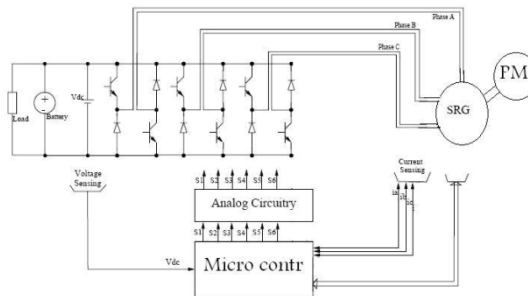 Phase A
Phase B
Phase C
PM
SRG
Vdc
Load
Battery
Voltage
Sensing
Current
Sensing
S1 S2 S3 S4 S5 S6
Analog Circuitry
S1 S2 S3 S4 S5 S6
ia ib ic
Vdc
Micro contr